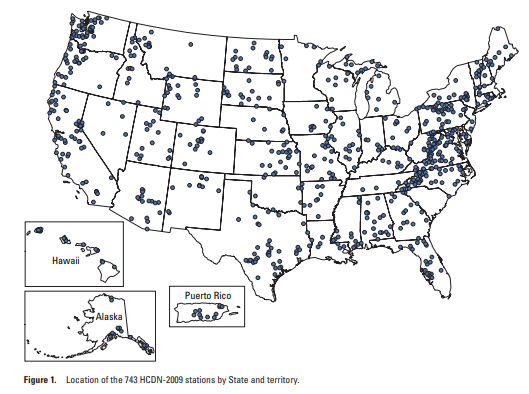 Hawaii
Puerto Rico
Alaska
Figure 1. Location of the 743 HCDN-2009 stations by State and territory.